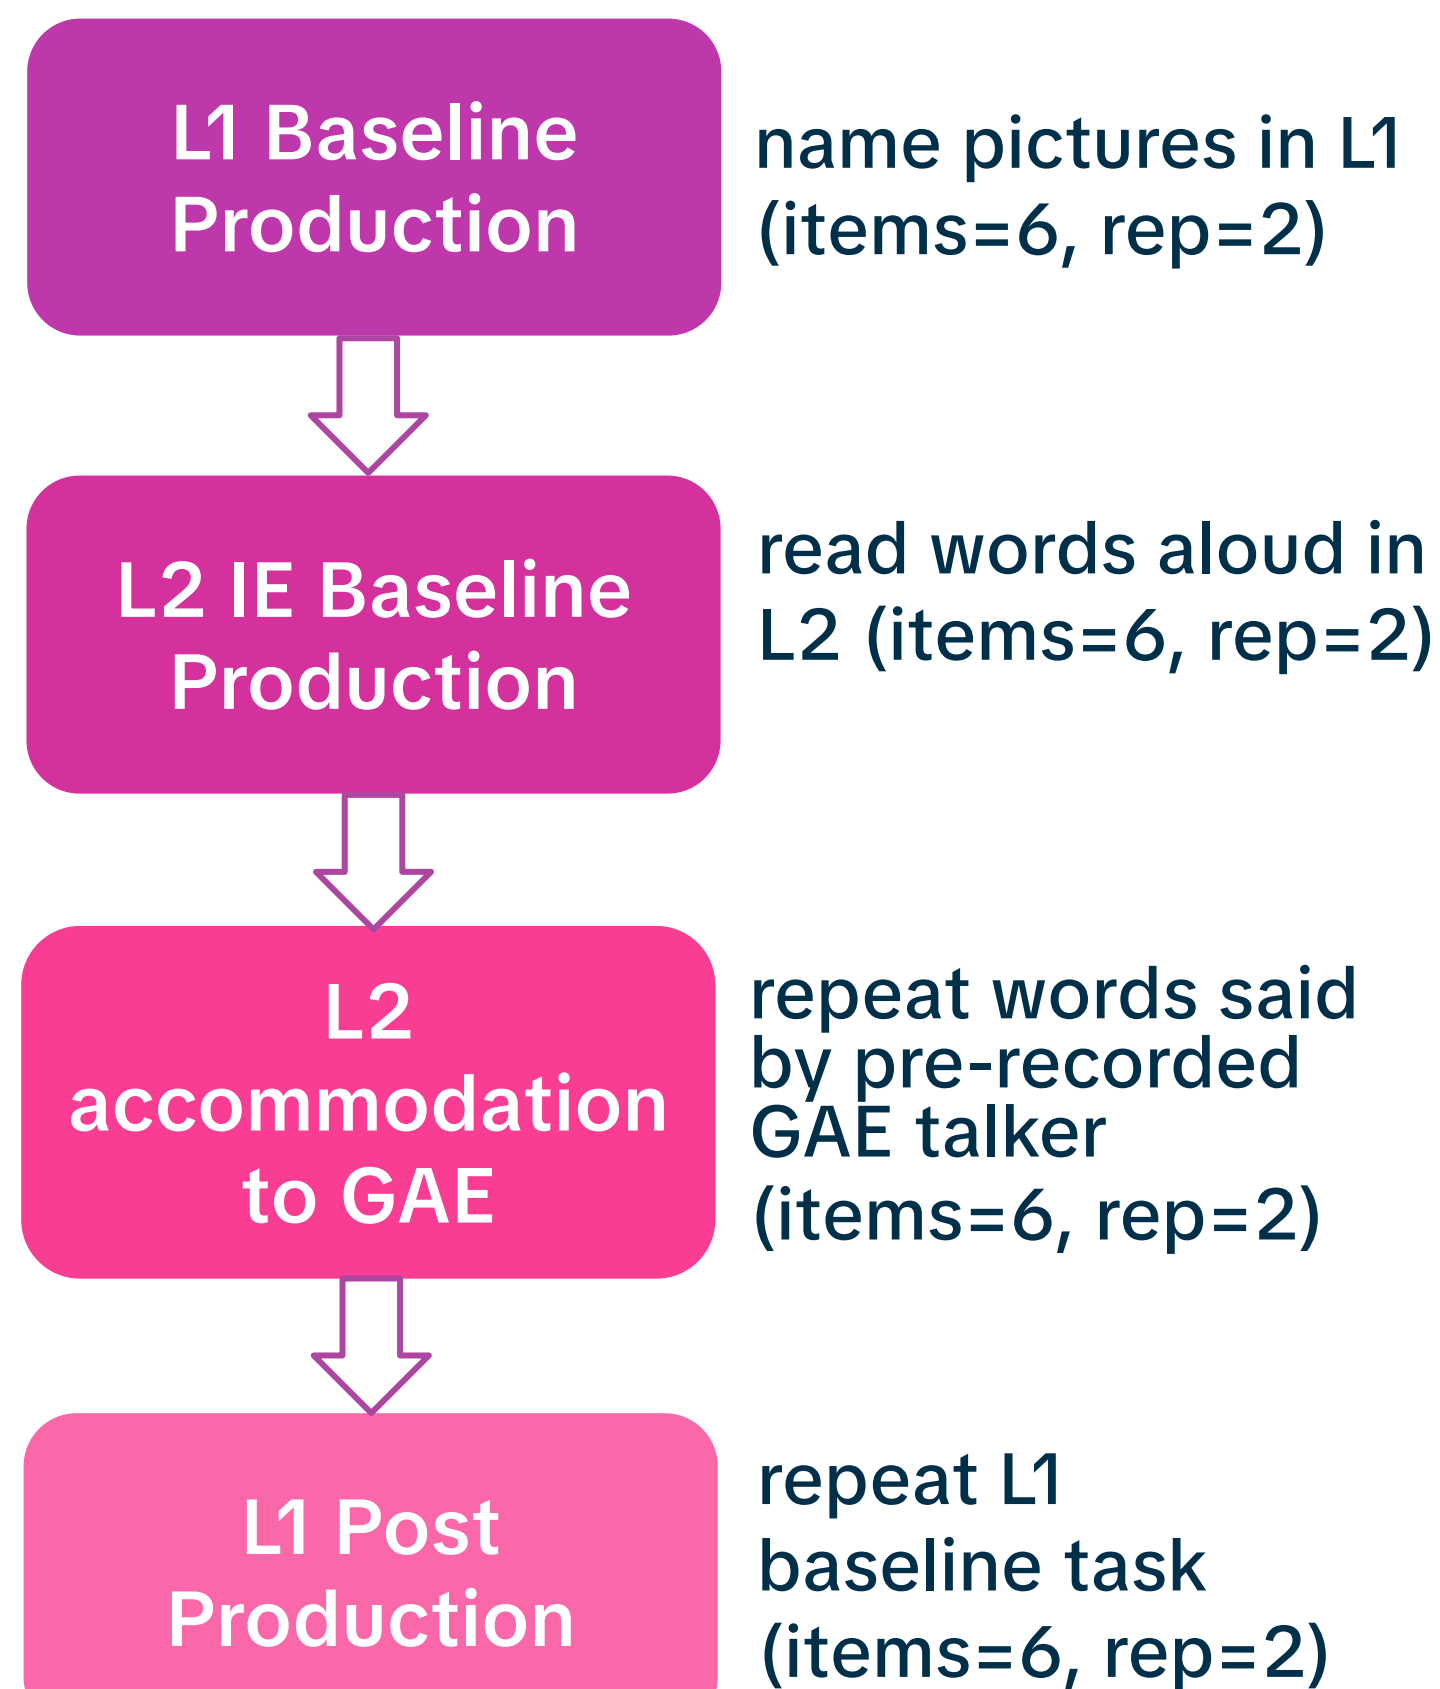 L1 Baseline
Production
name pictures in L1
(items=6, rep=2)
L2 IE Baseline
Production
read words aloud in
L2 (items=6, rep=2)
L2
accommodation
to GAE
repeat words said
by pre-recorded
GAE talker
(items=6, rep=2)
L1 Post
Production
repeat L1
baseline task
(items=6, rep=2)